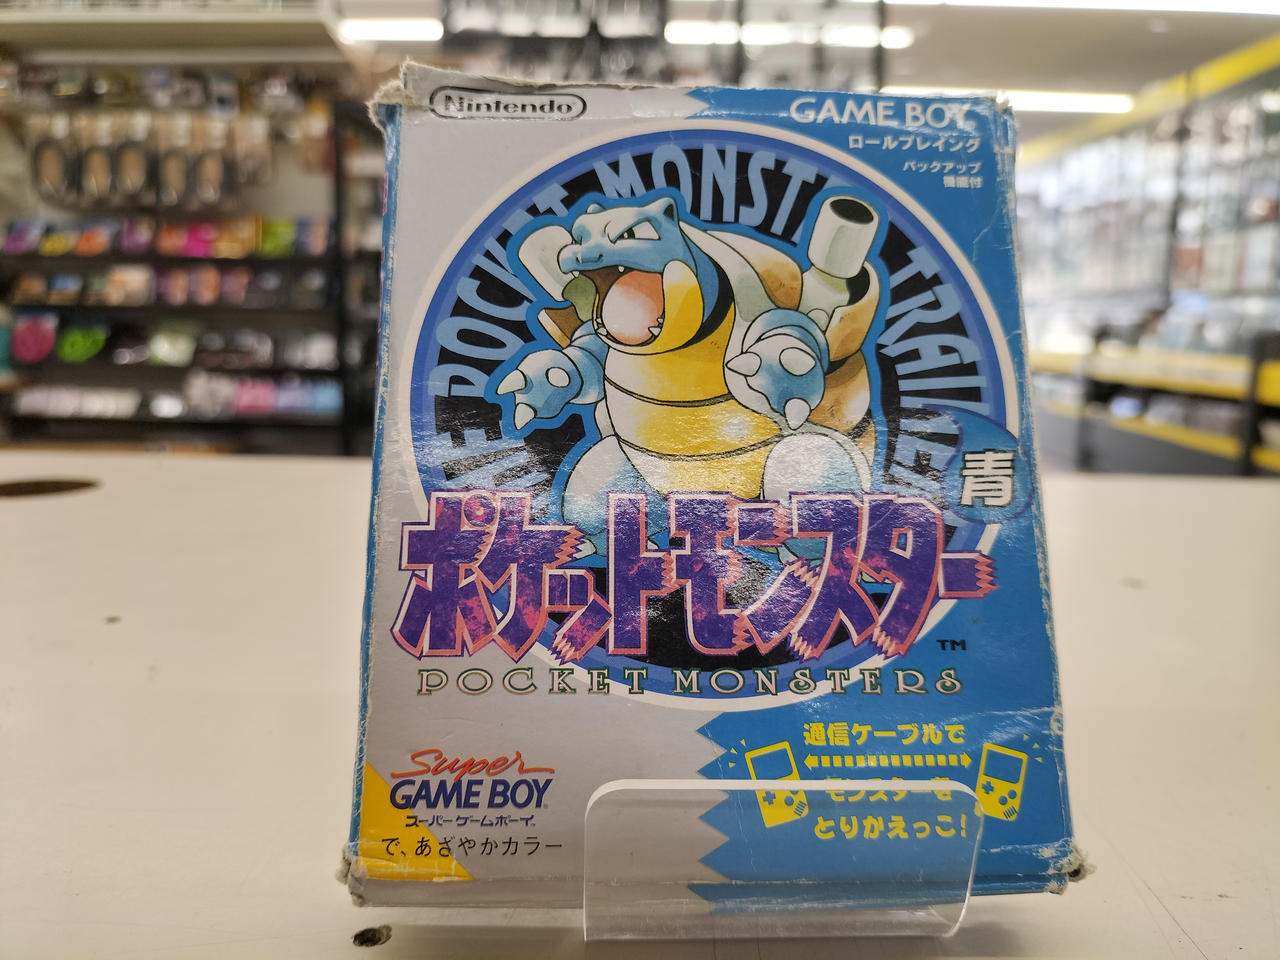 Nintendo
GAME BOY
ロールプレイング
バックアップ
機能付
POCKET MONST
TRAINER
青
ポケットモンスター
TM
POCKET MONSTERS
通信ケーブルで
モンスターを
とりかえっこ!
Super
GAME BOY
スーパーゲームボーイ
で、あざやかカラー